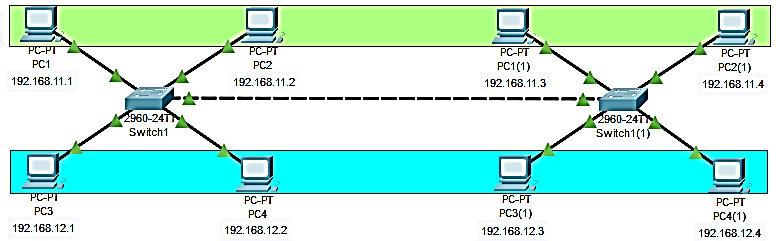 PC-PT
PC1
192.168.11.1
PC-PT
PC2
192.168.11.2
PC-PT
PC1(1)
192.168.11.3
PC-PT
PC2(1)
192.168.11.4
2960-24TT
Switch1
2960-24TT
Switch1(1)
PC-PT
PC3
192.168.12.1
PC-PT
PC4
192.168.12.2
PC-PT
PC3(1)
192.168.12.3
PC-PT
PC4(1)
192.168.12.4